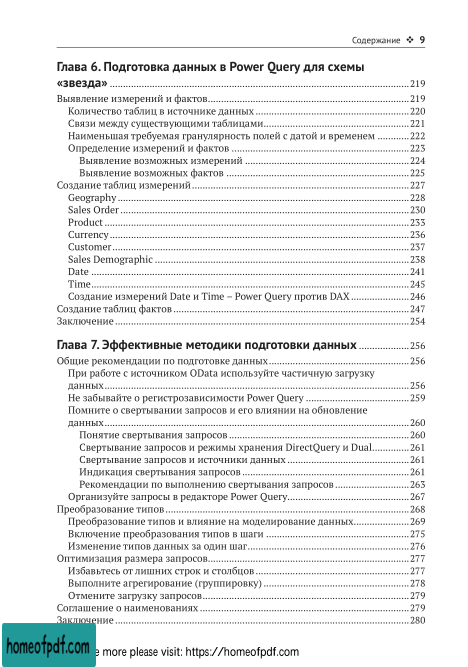 Содержание ❖ 9
Глава 6. Подготовка данных в Power Query для схемы
«звезда» 219
Выявление измерений и фактов 219
Количество таблиц в источнике данных 220
Связи между существующими таблицами 221
Наименьшая требуемая гранулярность полей с датой и временем 222
Определение измерений и фактов 223
Выявление возможных измерений 224
Выявление возможных фактов 225
Создание таблиц измерений 227
Geography 228
Sales Order 230
Product 233
Currency 236
Customer 237
Sales Demographic 238
Date 241
Time 245
Создание измерений Date и Time – Power Query против DAX 246
Создание таблиц фактов 247
Заключение 254
Глава 7. Эффективные методики подготовки данных 256
Общие рекомендации по подготовке данных 256
При работе с источником OData используйте частичную загрузку
данных 256
Не забывайте о регистрозависимости Power Query 259
Помните о свертывании запросов и его влиянии на обновление
данных 260
Понятие свертывания запросов 260
Свертывание запросов и режимы хранения DirectQuery и Dual 261
Свертывание запросов и источники данных 261
Индикация свертывания запросов 261
Рекомендации по выполнению свертывания запросов 263
Организуйте запросы в редакторе Power Query 267
Преобразование типов 268
Преобразование типов и влияние на моделирование данных 269
Включение преобразования типов в шаги 275
Изменение типов данных за один шаг 276
Оптимизация размера запросов 277
Избавьтесь от лишних строк и столбцов 277
Выполните агрегирование (группировку) 278
Отмените загрузку запросов 279
Соглашение о наименованиях 279
Заключение 280
homeofpdf.com
e more please visit: https://homeofpdf.com